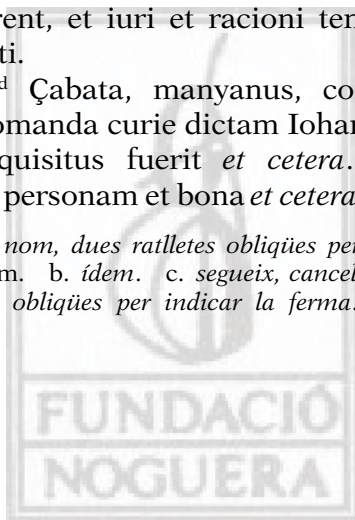 rent, et iuri et racioni ten
ti.
d Çabata, manyanus, co
omanda curie dictam Iohar
quisitus fuerit et cetera.
personam et bona et cetera
nom, dues ratlletes obliqües per
m. b. ídem. c. segueix, cancel
obliqües per indicar la ferma.
FUNDACIÓ
NOGUERA